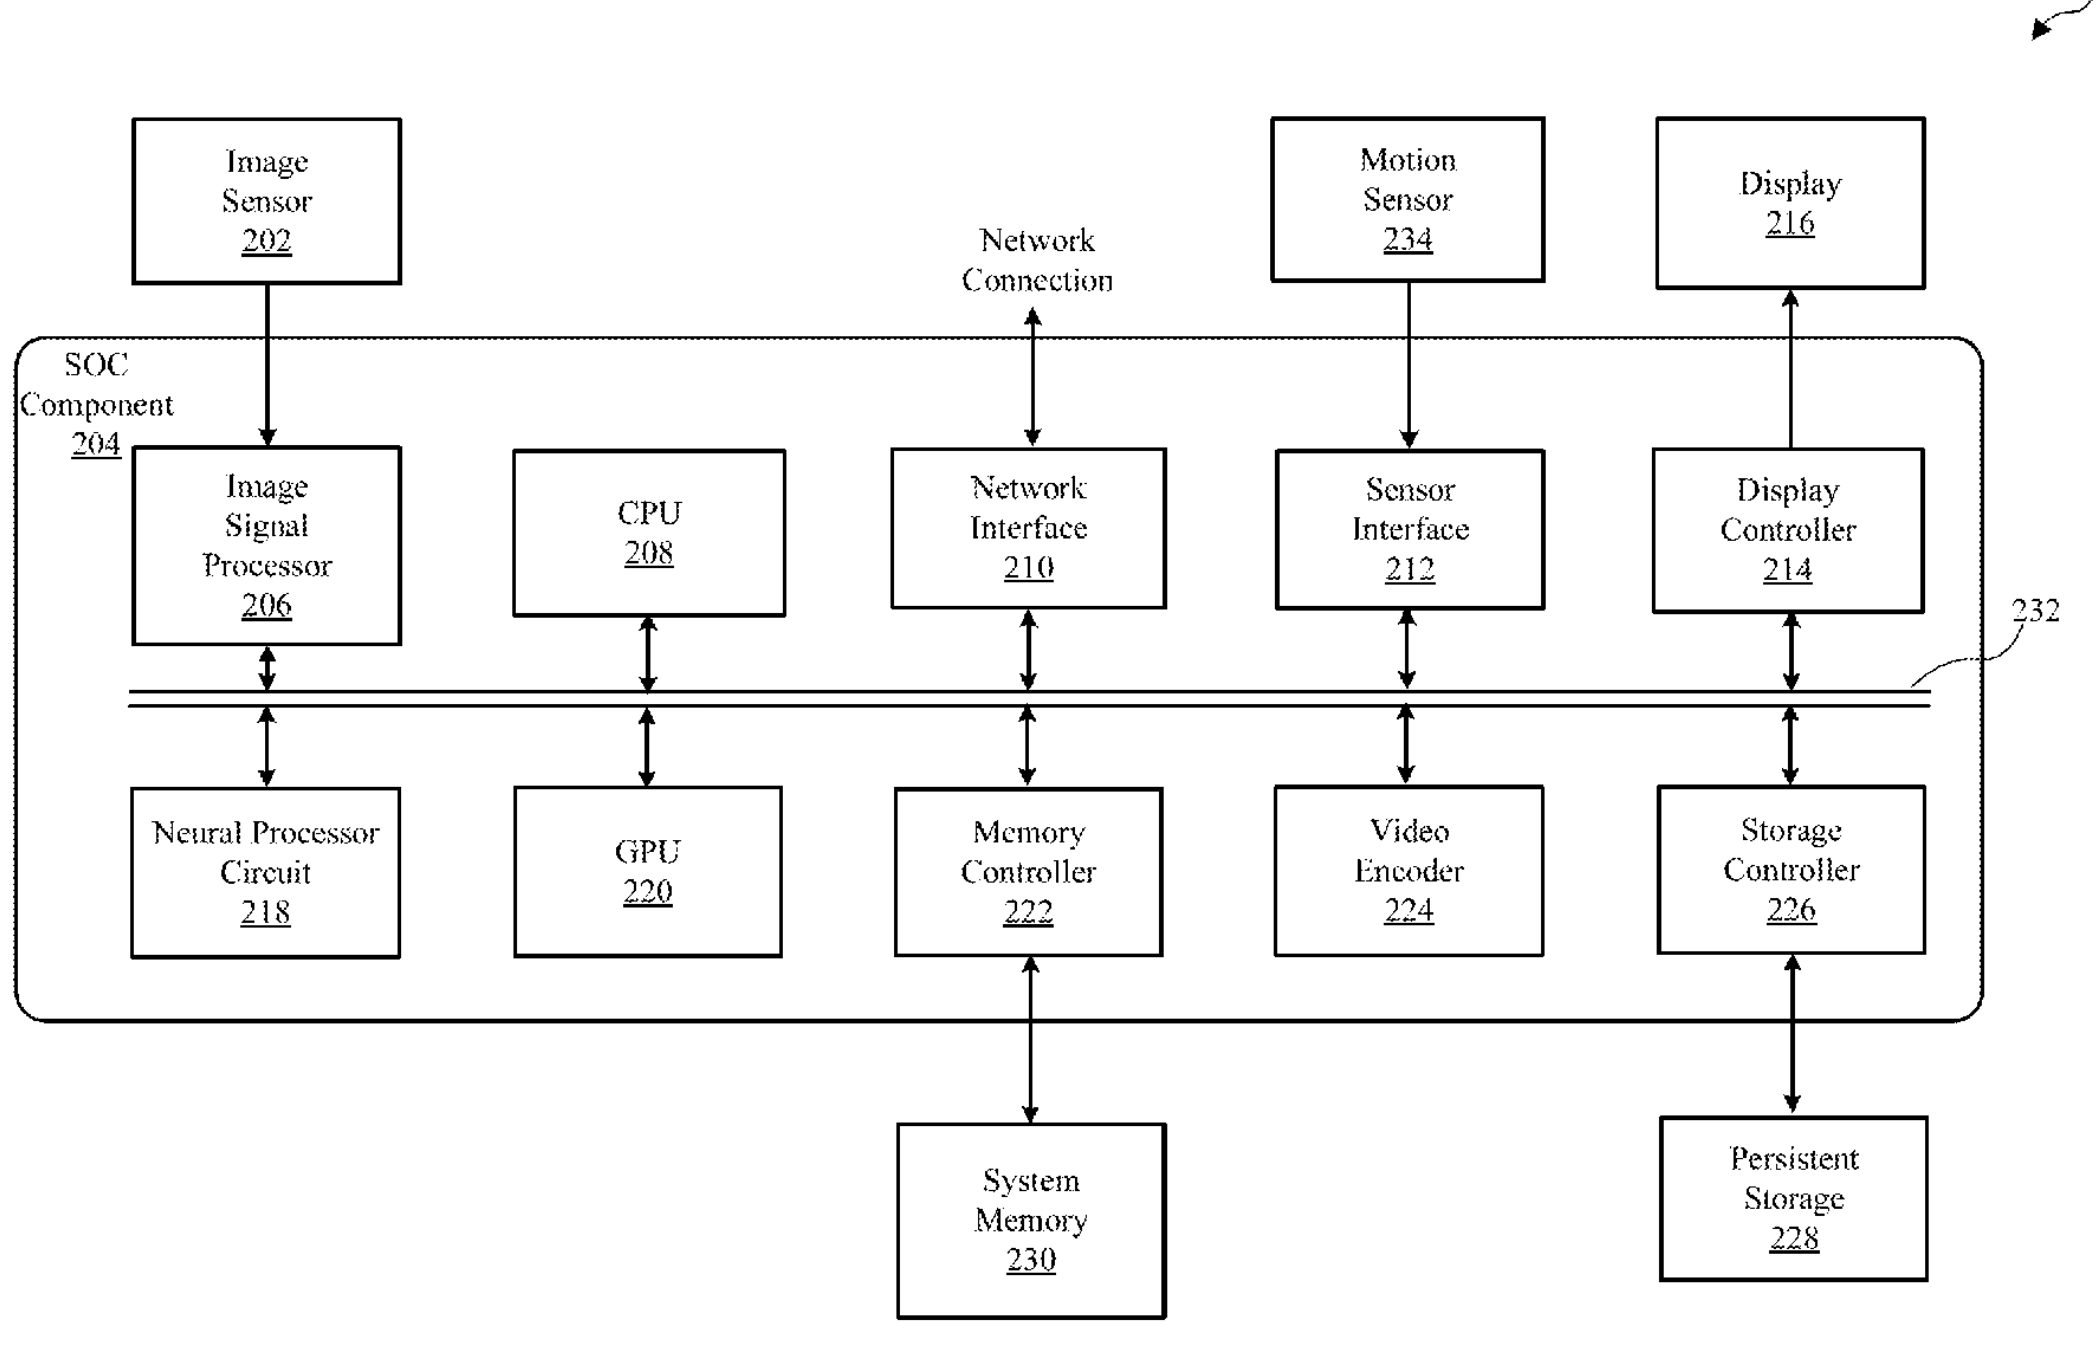 Image
Sensor
202
Motion
Sensor
234
Display
216
Network
Connection
SOC
Component
204
Image
Signal
Processor
206
CPU
208
Network
Interface
210
Sensor
Interface
212
Display
Controller
214
232
Neural Processor
Circuit
218
GPU
220
Memory
Controller
222
Video
Encoder
224
Storage
Controller
226
System
Memory
230
Persistent
Storage
228